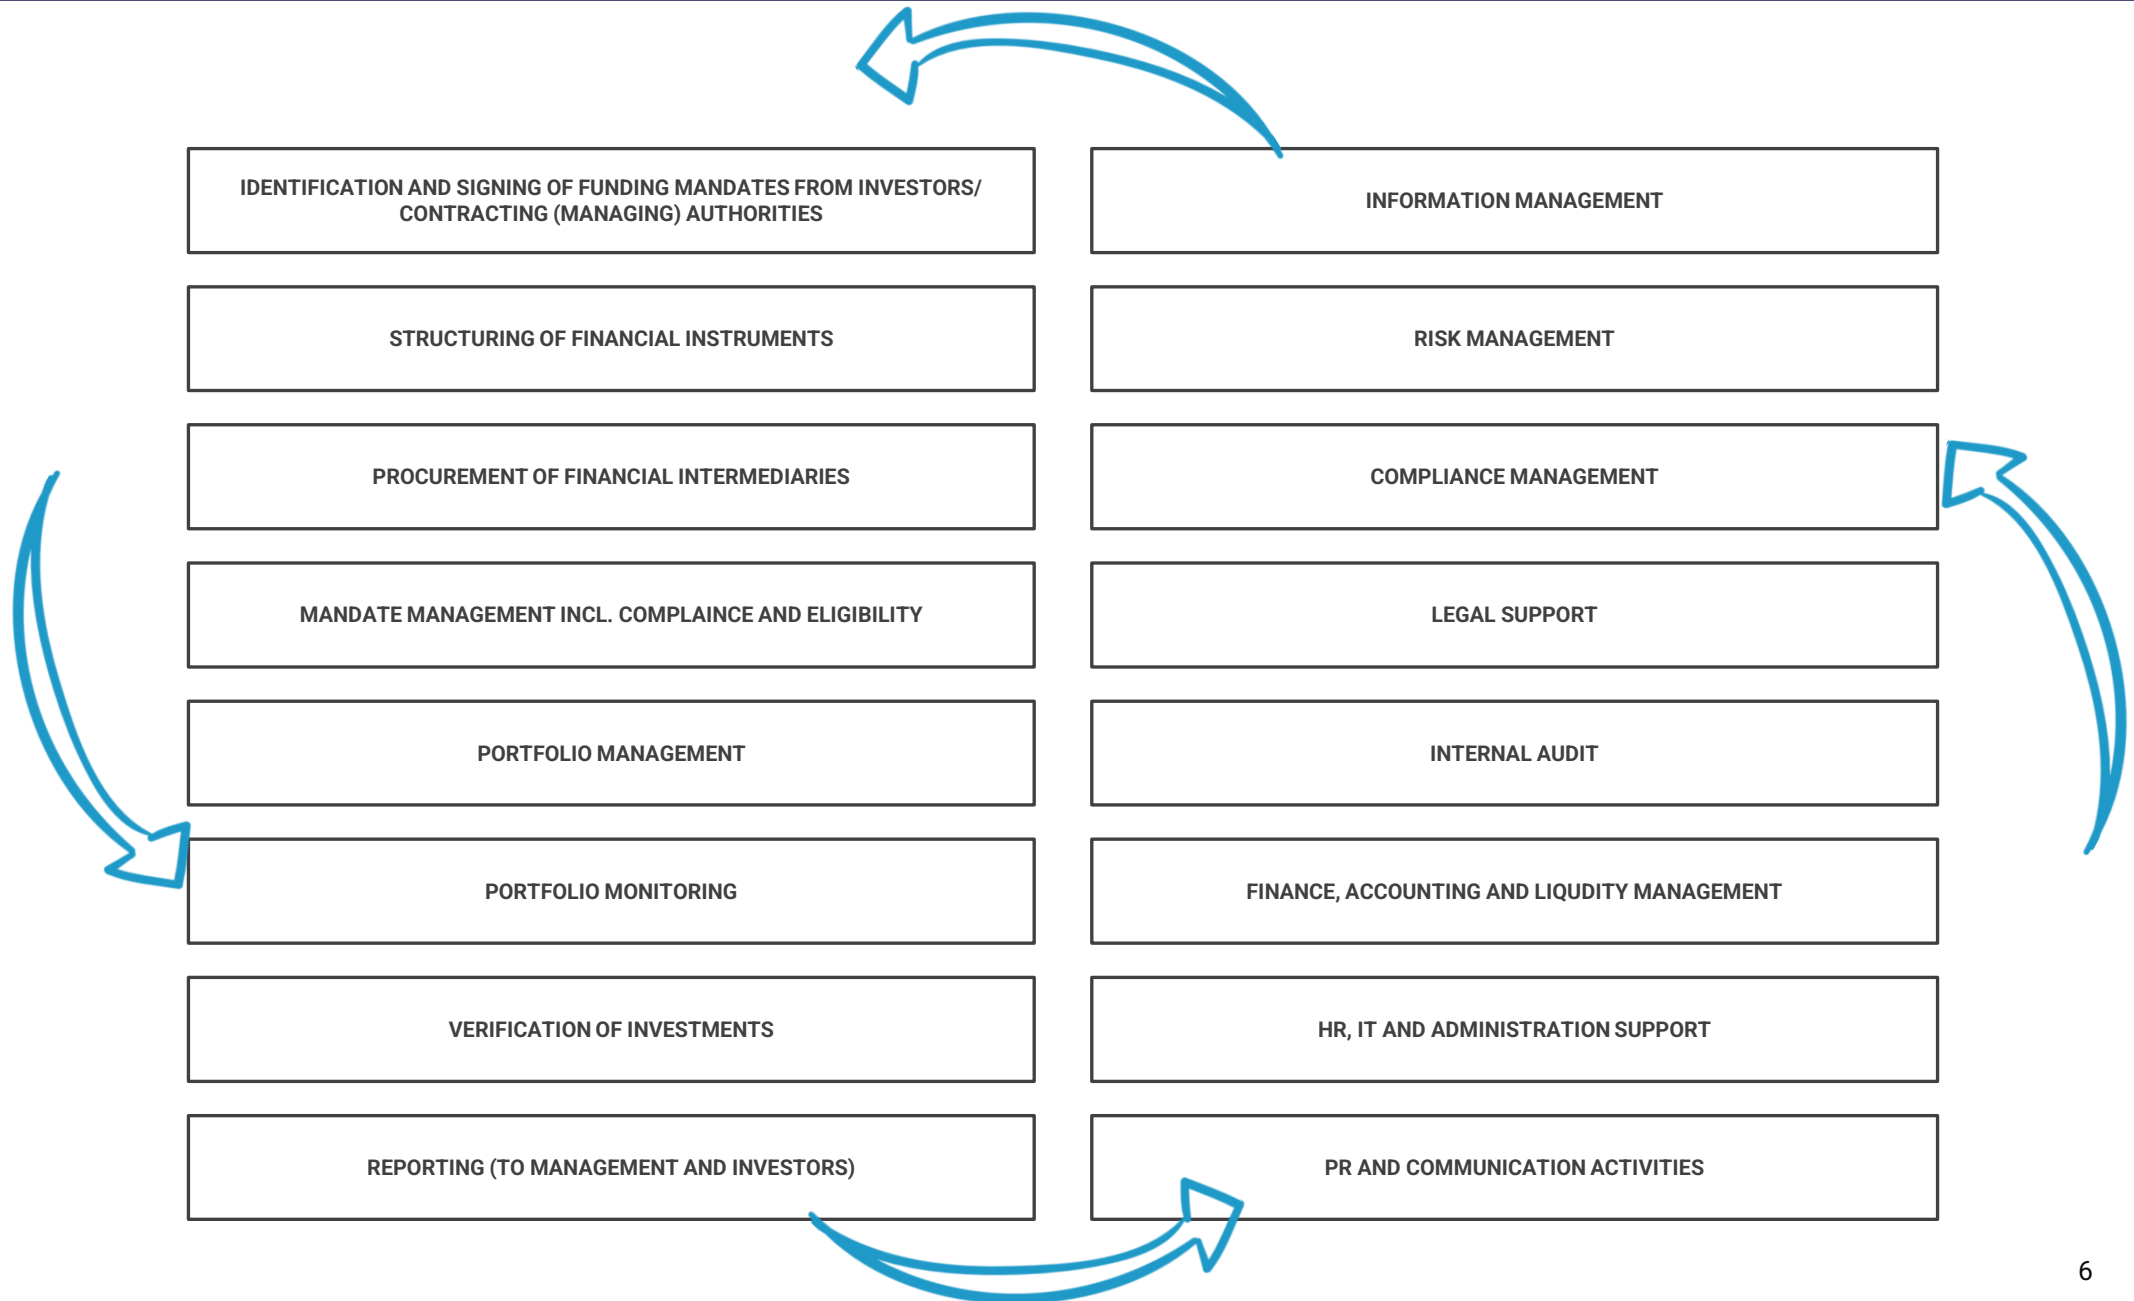 IDENTIFICATION AND SIGNING OF FUNDING MANDATES FROM INVESTORS/
CONTRACTING (MANAGING) AUTHORITIES
STRUCTURING OF FINANCIAL INSTRUMENTS
PROCUREMENT OF FINANCIAL INTERMEDIARIES
MANDATE MANAGEMENT INCL. COMPLAINCE AND ELIGIBILITY
PORTFOLIO MANAGEMENT
PORTFOLIO MONITORING
VERIFICATION OF INVESTMENTS
REPORTING (TO MANAGEMENT AND INVESTORS)
INFORMATION MANAGEMENT
RISK MANAGEMENT
COMPLIANCE MANAGEMENT
LEGAL SUPPORT
INTERNAL AUDIT
FINANCE, ACCOUNTING AND LIQUDITY MANAGEMENT
HR, IT AND ADMINISTRATION SUPPORT
PR AND COMMUNICATION ACTIVITIES
6